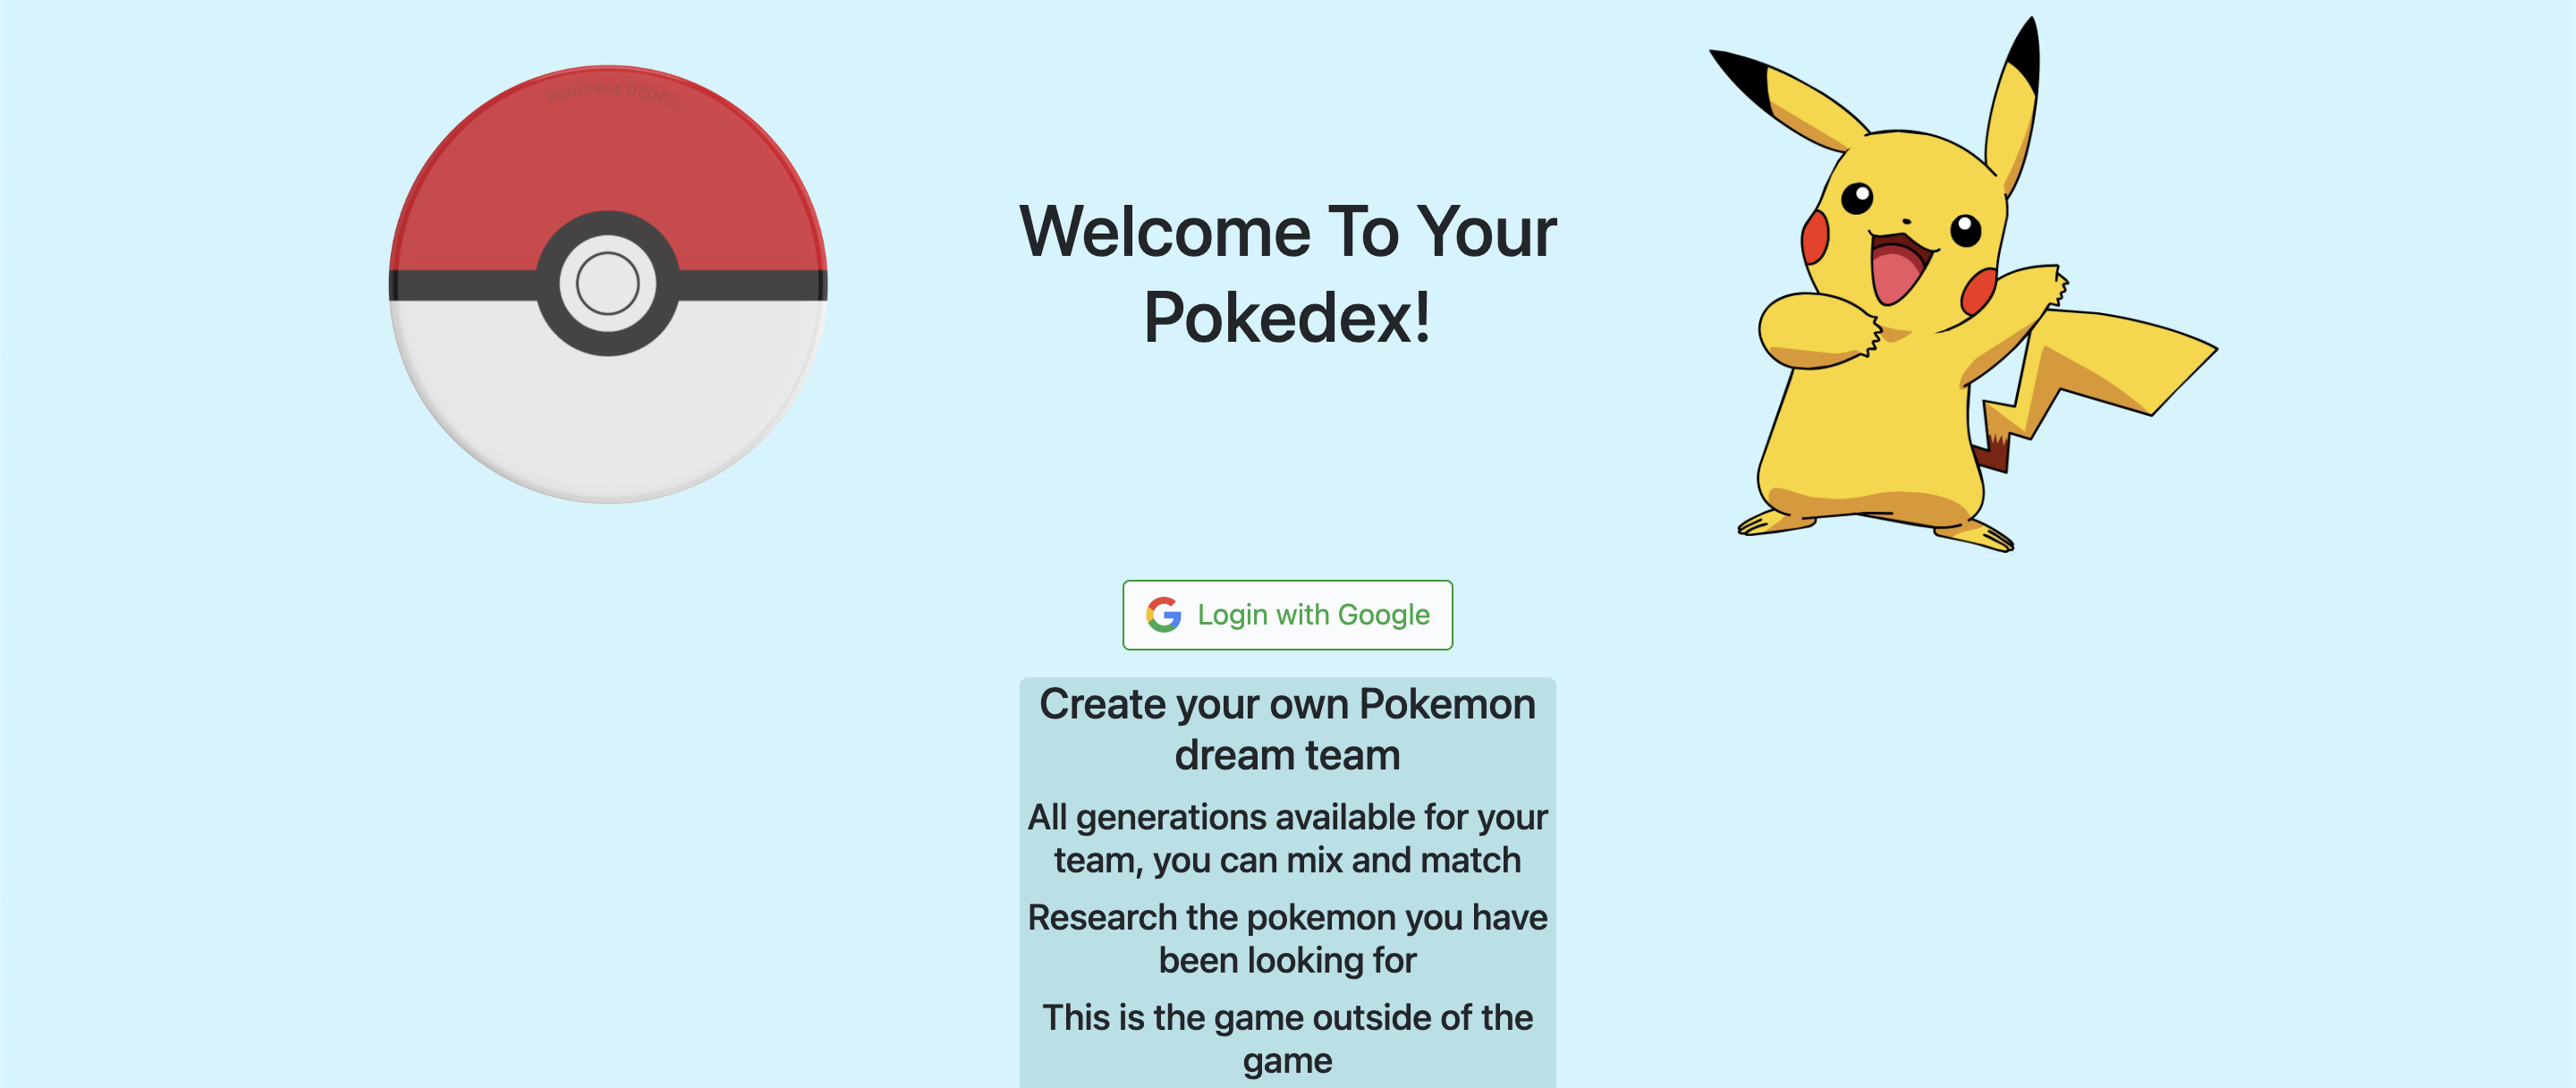 ©2020 Pokémon
Welcome To Your
Pokedex!
Login with Google
Create your own Pokemon
dream team
All generations available for your
team, you can mix and match
Research the pokemon you have
been looking for
This is the game outside of the
game